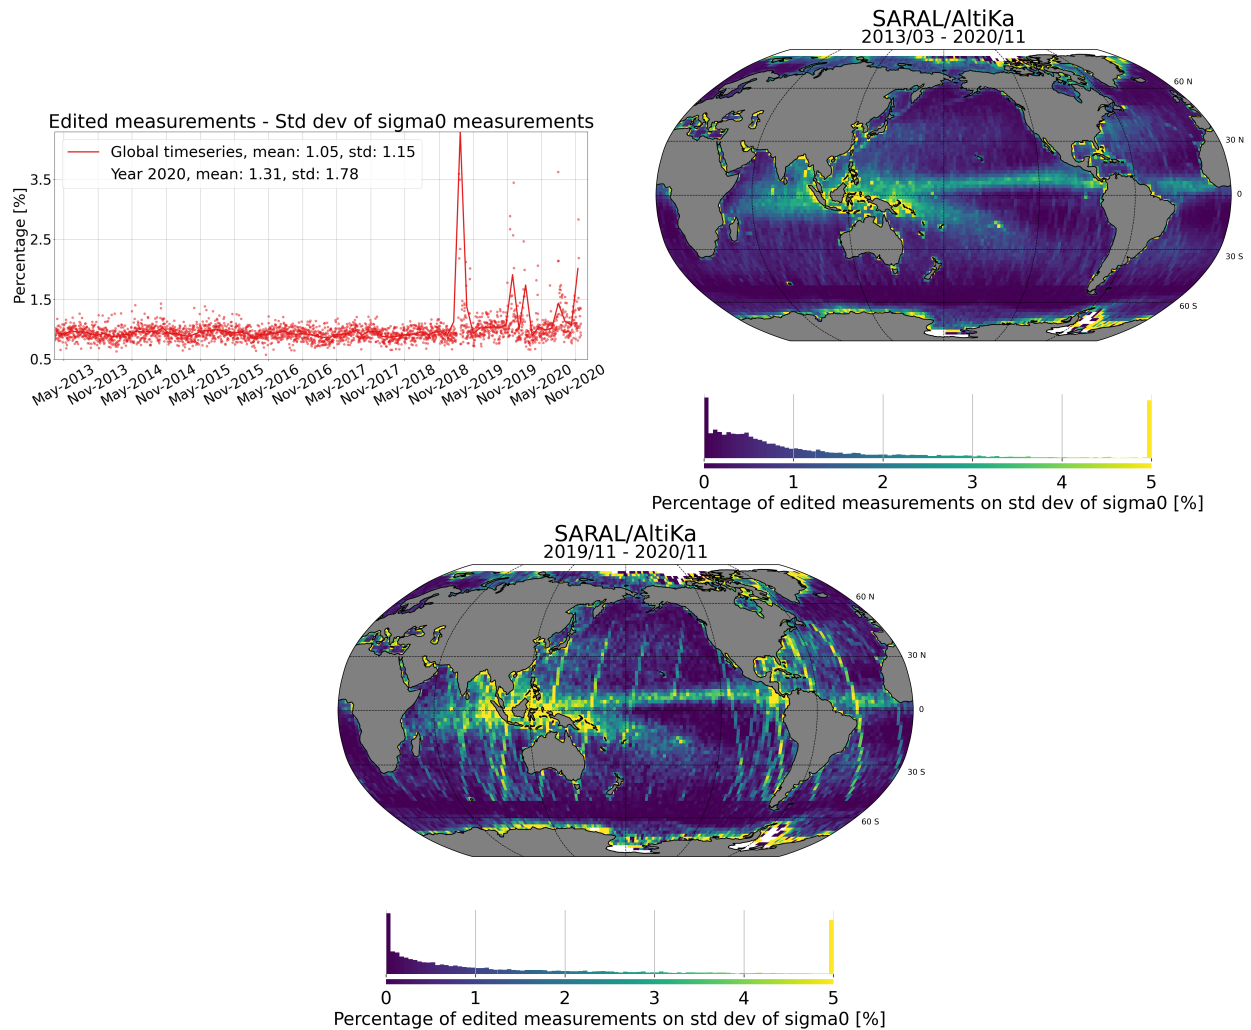 Edited measurements - Std dev of sigma0 measurements
Percentage [%]
3.5
2.5
1.5
0.5
Global timeseries, mean: 1.05, std: 1.15
Year 2020, mean: 1.31, std: 1.78
May-2013
Nov-2013
May-2014
Nov-2014
May-2015
Nov-2015
May-2016
Nov-2016
May-2017
Nov-2017
May-2018
Nov-2018
May-2019
Nov-2019
May-2020
Nov-2020
SARAL/AltiKa
2013/03 - 2020/11
60 N
30 N
0
30 S
60 S
0 1 2 3 4 5
Percentage of edited measurements on std dev of sigma0 [%]
SARAL/AltiKa
2019/11 - 2020/11
60 N
30 N
0
30 S
60 S
0 1 2 3 4 5
Percentage of edited measurements on std dev of sigma0 [%]